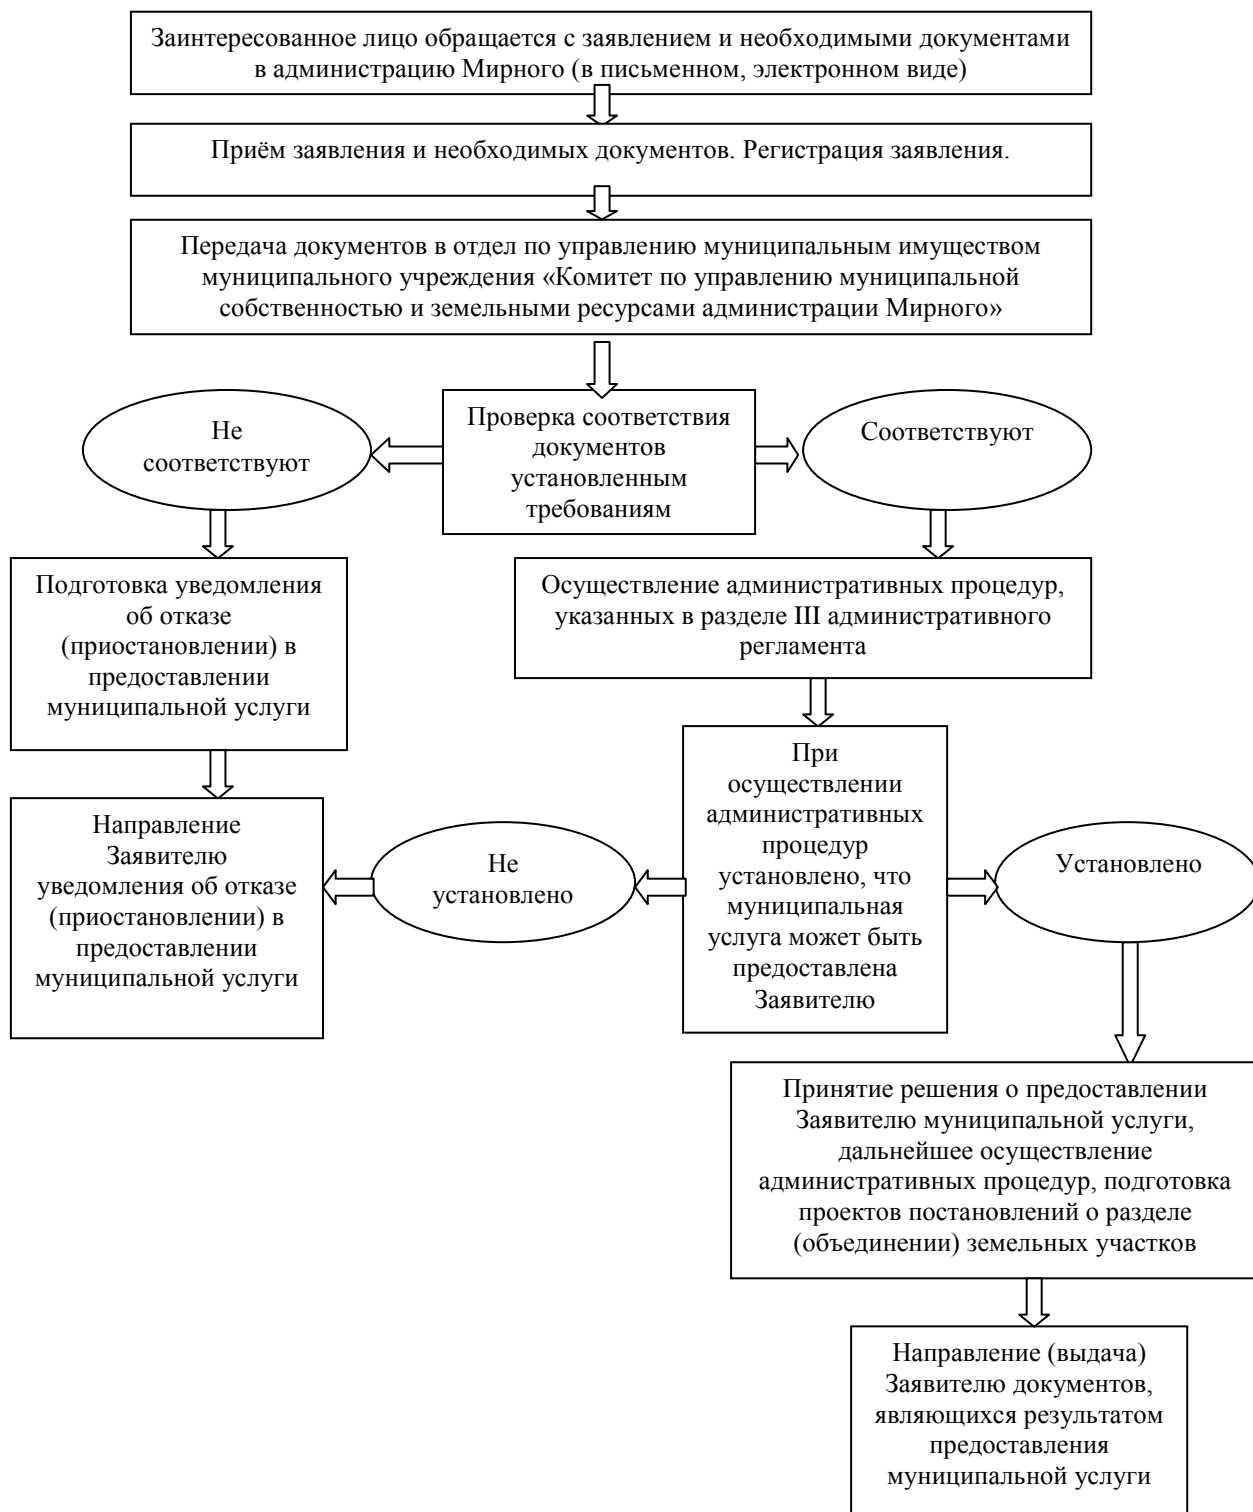 Заинтересованное лицо обращается с заявлением и необходимыми документами
в администрацию Мирного (в письменном, электронном виде)
Приём заявления и необходимых документов. Регистрация заявления.
Передача документов в отдел по управлению муниципальным имуществом
муниципального учреждения «Комитет по управлению муниципальной
собственностью и земельными ресурсами администрации Мирного»
Не
соответствуют
Проверка соответствия
документов
установленным
требованиям
Соответствуют
Подготовка уведомления
об отказе
(приостановлении) в
предоставлении
муниципальной услуги
Осуществление административных процедур,
указанных в разделе III административного
регламента
Направление
Заявителю
уведомления об отказе
(приостановлении) в
предоставлении
муниципальной услуги
Не
установлено
При
осуществлении
административных
процедур
установлено, что
муниципальная
услуга может быть
предоставлена
Заявителю
Установлено
Принятие решения о предоставлении
Заявителю муниципальной услуги,
дальнейшее осуществление
административных процедур, подготовка
проектов постановлений о разделе
(объединении) земельных участков
Направление (выдача)
Заявителю документов,
являющихся результатом
предоставления
муниципальной услуги